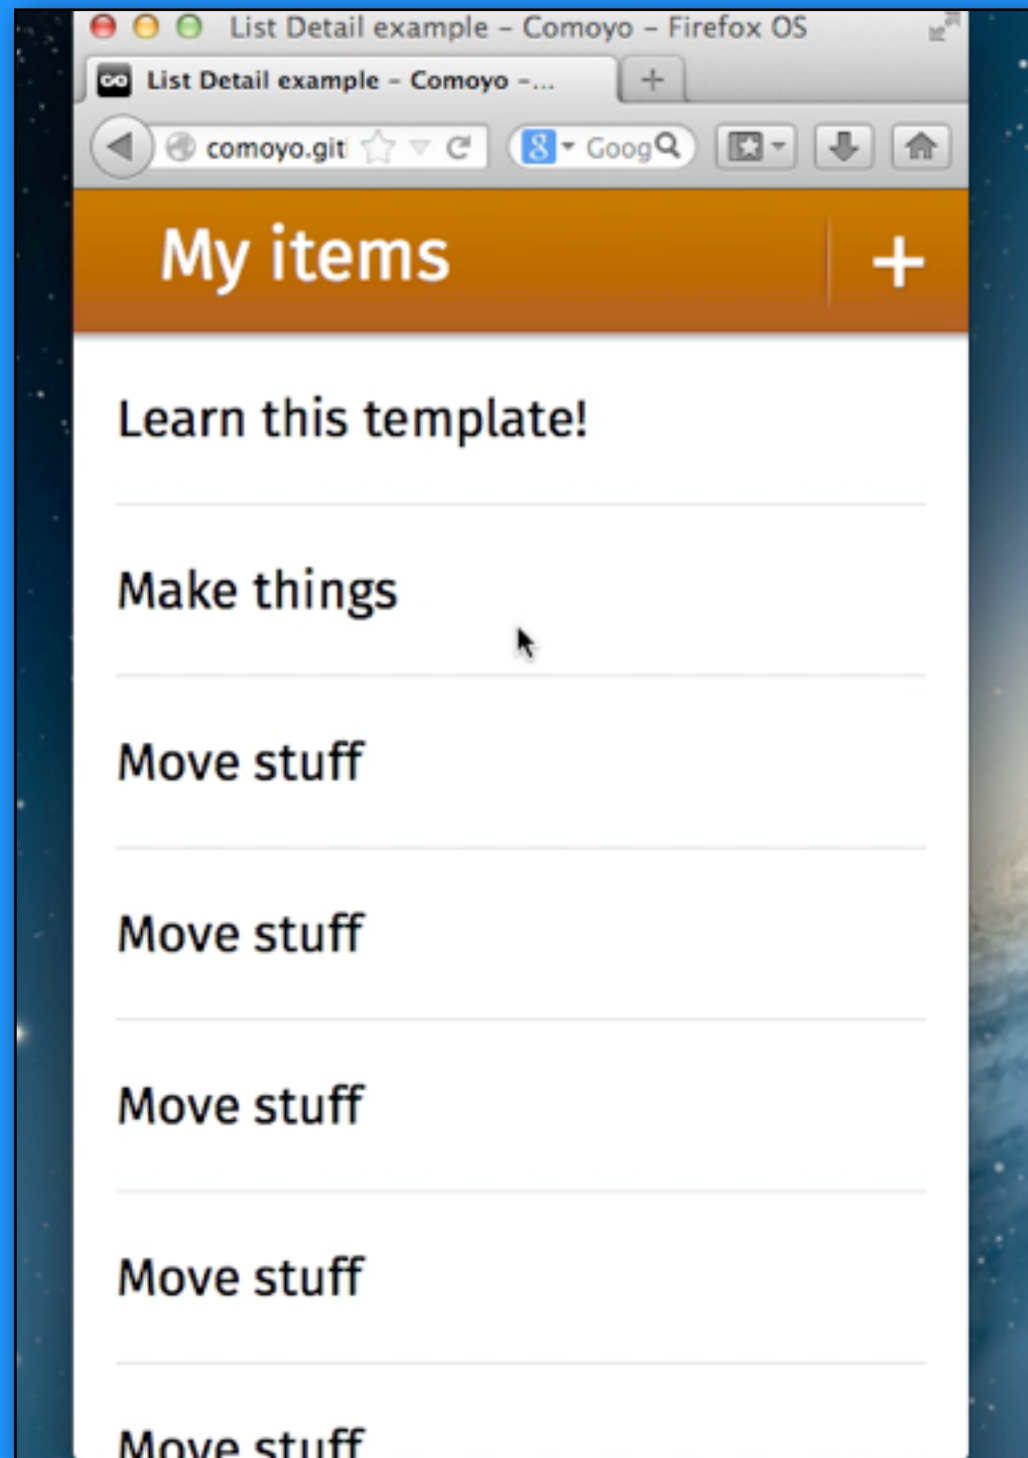 List Detail example – Comoyo – Firefox OS
List Detail example – Comoyo –...
comoyo.git
Goog
My items
Learn this template!
Make things
Move stuff
Move stuff
Move stuff
Move stuff
Move stuff